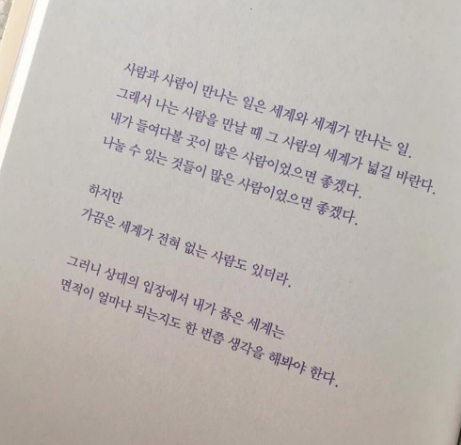 사람과 사람이 만나는 일은 세계와 세계가 만나는 일.
그래서 나는 사람을 만날 때 그 사람의 세계가 넓길 바란다.
내가 들여다볼 곳이 많은 사람이었으면 좋겠다.
나눌 수 있는 것들이 많은 사람이었으면 좋겠다.
하지만
가끔은 세계가 전혀 없는 사람도 있더라.
그러니 상대의 입장에서 내가 품은 세계는
면적이 얼마나 되는지도 한 번쯤 생각을 해봐야 한다.